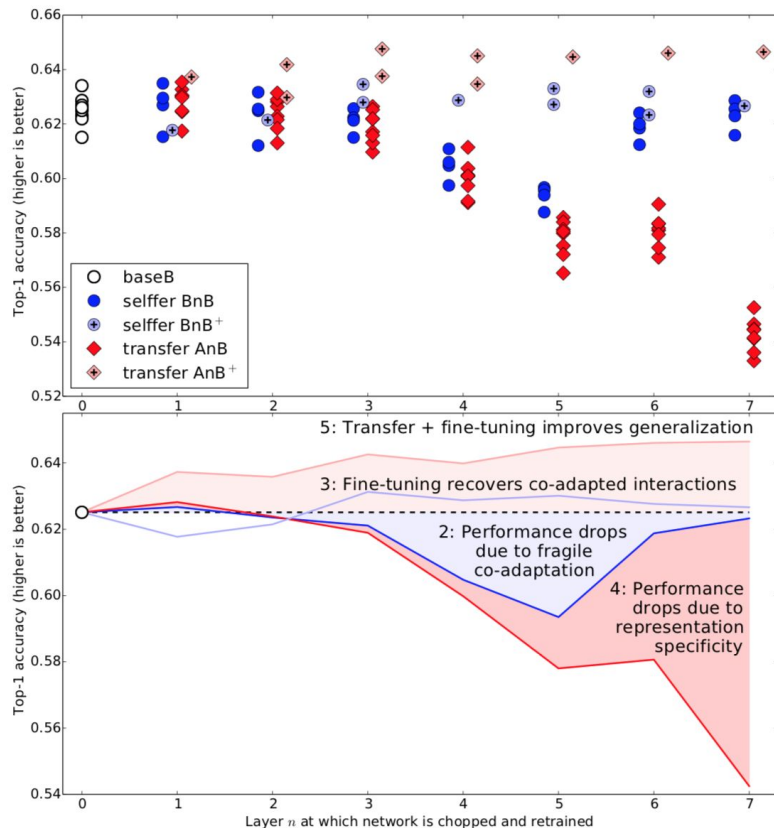 0.66
0.64
0.62
0.60
0.58
0.56
0.54
0.52
Top-1 accuracy (higher is better)
baseB
selffer BnB
selffer BnB+
transfer AnB
transfer AnB+
0 1 2 3 4 5 6 7
5: Transfer + fine-tuning improves generalization
3: Fine-tuning recovers co-adapted interactions
2: Performance drops
due to fragile
co-adaptation
4: Performance
drops due to
representation
specificity
0.64
0.62
0.60
0.58
0.56
0.54
Top-1 accuracy (higher is better)
0 1 2 3 4 5 6 7
Layer n at which network is chopped and retrained